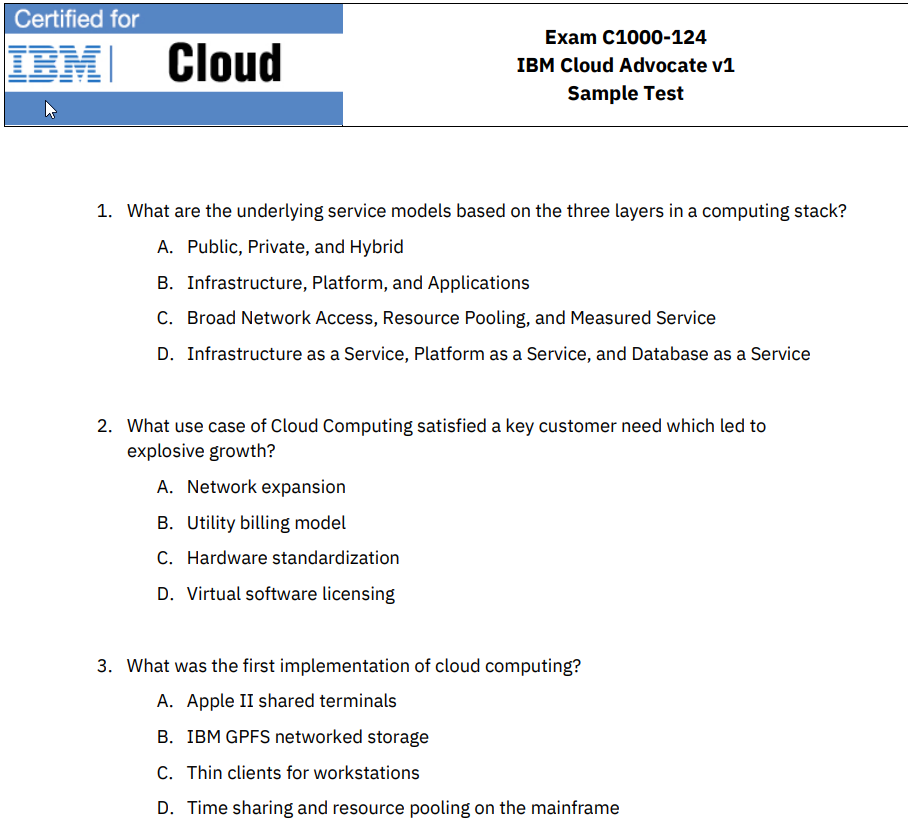 Certified for
IBM Cloud
Exam C1000-124
IBM Cloud Advocate v1
Sample Test
1. What are the underlying service models based on the three layers in a computing stack?
A. Public, Private, and Hybrid
B. Infrastructure, Platform, and Applications
C. Broad Network Access, Resource Pooling, and Measured Service
D. Infrastructure as a Service, Platform as a Service, and Database as a Service
2. What use case of Cloud Computing satisfied a key customer need which led to
explosive growth?
A. Network expansion
B. Utility billing model
C. Hardware standardization
D. Virtual software licensing
3. What was the first implementation of cloud computing?
A. Apple II shared terminals
B. IBM GPFS networked storage
C. Thin clients for workstations
D. Time sharing and resource pooling on the mainframe